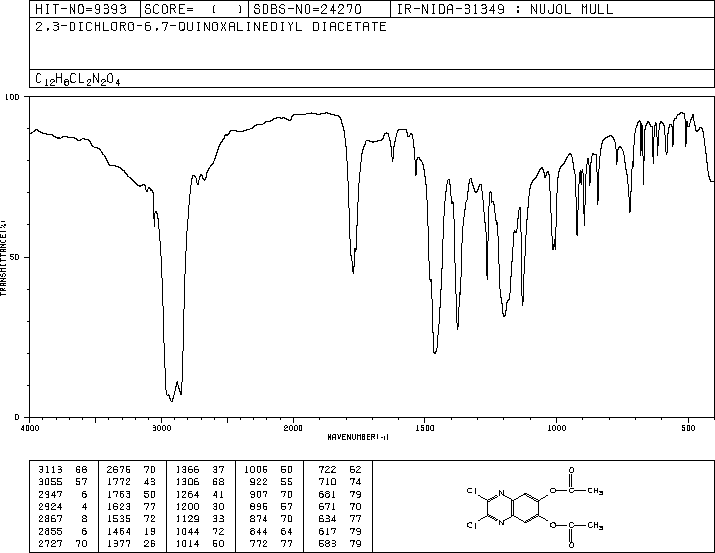 HIT-NO=9393 SCORE= ( ) SDBS-NO=24270 IR-NIDA-31349 : NUJOL MULL
2,3-DICHLORO-6,7-QUINOXALINEDIYL DIACETATE
C12H8CL2N2O4
100
50
0
TRANSMITTANCE(%)
4000 3000 2000 1500 1000 500
WAVENUMBER(-1)
3113 66 2676 70 1366 37 1006 50 722 62
3055 57 1772 43 1306 68 922 55 710 74
2947 6 1763 50 1264 41 907 70 681 79
2924 4 1623 77 1200 30 896 57 671 70
2867 8 1535 72 1129 33 874 70 634 77
2855 6 1464 19 1044 72 844 64 617 79
2727 70 1377 26 1014 50 772 77 583 79
O
Cl N O C CH3
Cl N O C CH3
O